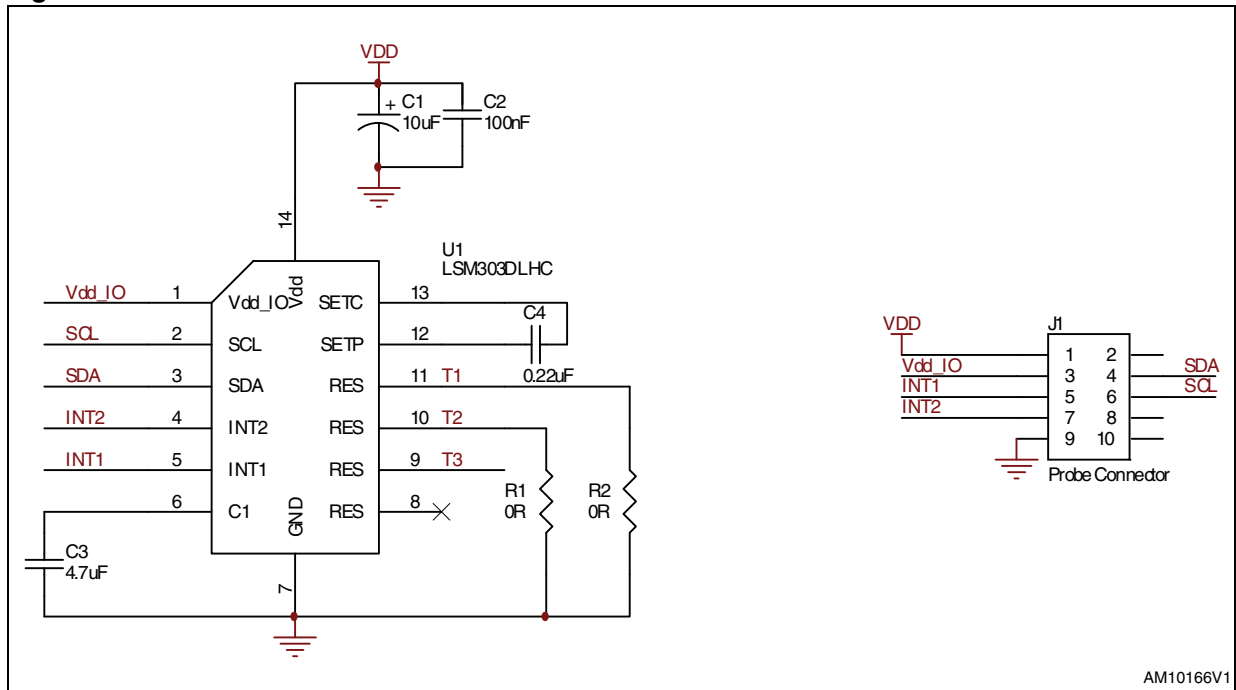 VDD
+ C1
10uF
C2
100nF
14
U1
LSM303DLHC
Vdd_IO 1 Vdd_IO Vdd SETC 13
C4
SCL 2 SCL SETP 12
0.22uF
SDA 3 SDA RES 11 T1
INT2 4 INT2 RES 10 T2
INT1 5 INT1 RES 9 T3
6 C1 GND RES 8
R1
0R
R2
0R
C3
4.7uF
7
VDD
J1
1 2
Vdd_IO 3 4 SDA
INT1 5 6 SCL
INT2 7 8
9 10
Probe Connector
AM10166V1